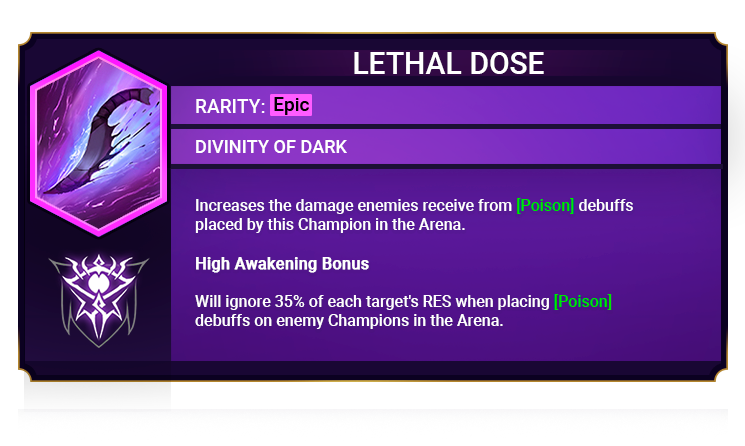 LETHAL DOSE
RARITY: Epic
DIVINITY OF DARK
Increases the damage enemies receive from [Poison] debuffs
placed by this Champion in the Arena.
High Awakening Bonus
Will ignore 35% of each target's RES when placing [Poison]
debuffs on enemy Champions in the Arena.